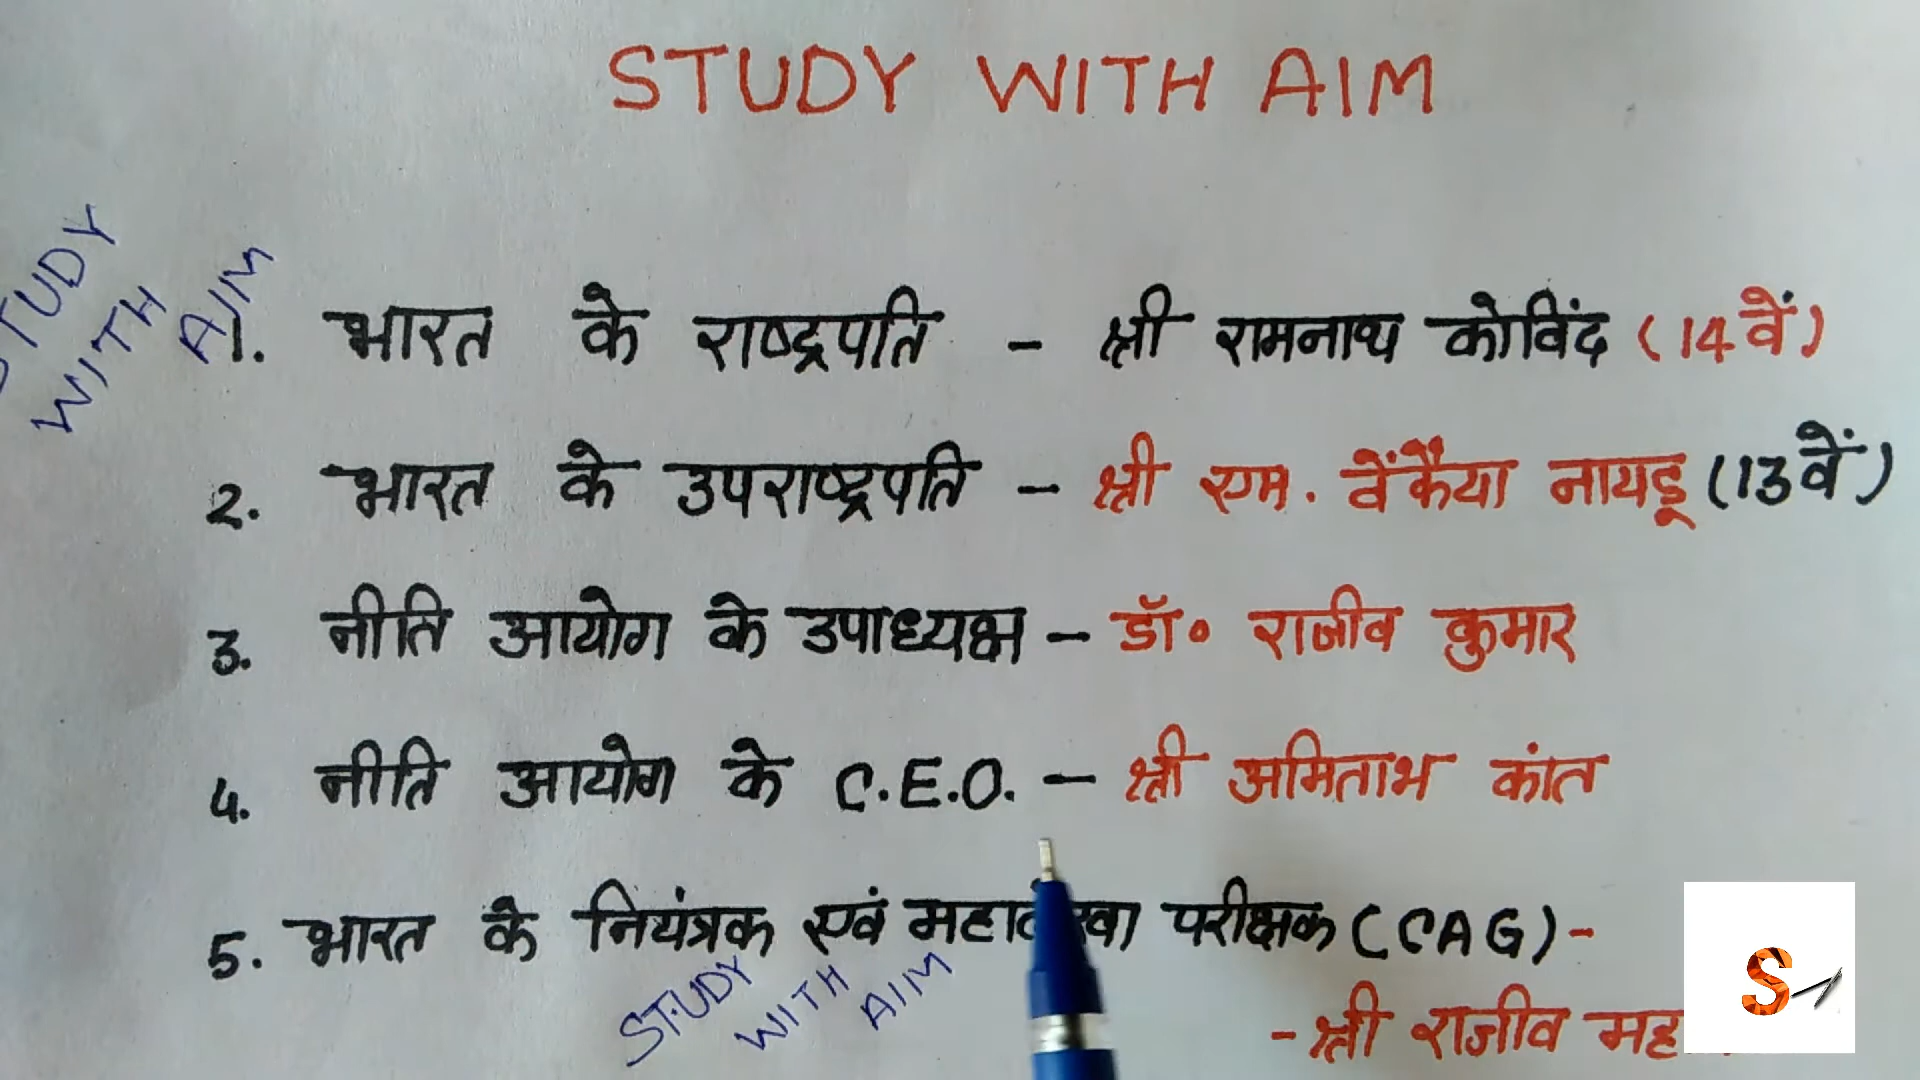 STUDY WITH AIM
STUDY
WITH
AIM
1. भारत के राष्ट्रपति - श्री रामनाथ कोविंद (14वें)
2. भारत के उपराष्ट्रपति - श्री एम. वेंकैया नायडू (13वें)
3. नीति आयोग के उपाध्यक्ष - डॉ॰ राजीव कुमार
4. नीति आयोग के C.E.O. - श्री अमिताभ कांत
5. भारत के नियंत्रक एवं परीक्षक (CAG) -
- श्री राजीव
STUDY
WITH
AIM
S